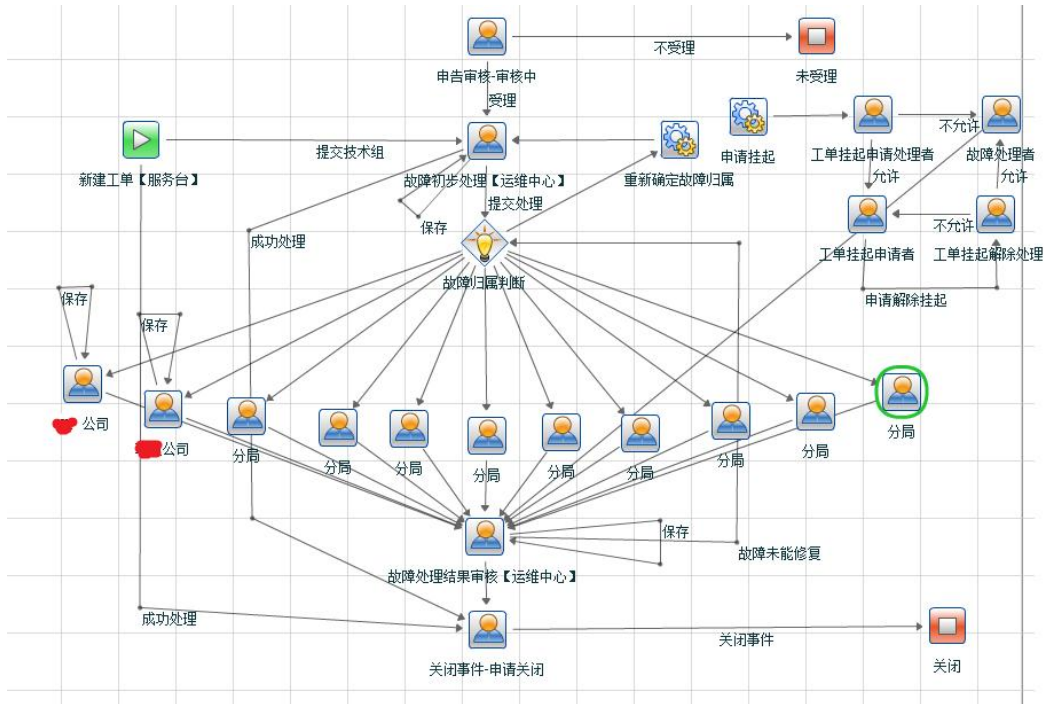 不受理
申告审核-审核中
未受理
受理
不允许
提交技术组
申请挂起
工单挂起申请处理者
故障处理者
新建工单【服务台】
故障初步处理【运维中心】
重新确定故障归属
允许
允许
提交处理
保存
不允许
成功处理
工单挂起申请者
工单挂起解除处理
故障归属判断
保存
申请解除挂起
保存
公司
公司
分局
分局
分局
分局
分局
分局
分局
分局
分局
保存
故障未能修复
故障处理结果审核【运维中心】
成功处理
关闭事件
关闭事件-申请关闭
关闭